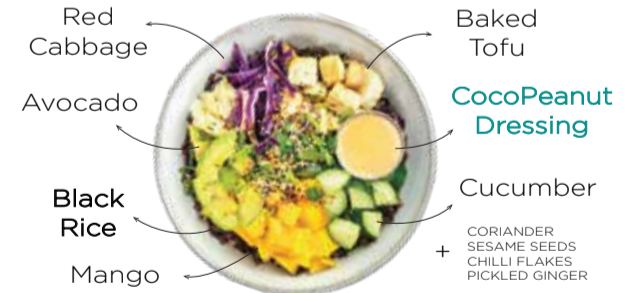 Red
Cabbage
Avocado
Black
Rice
Mango
Baked
Tofu
CocoPeanut
Dressing
Cucumber
+
CORIANDER
SESAME SEEDS
CHILLI FLAKES
PICKLED GINGER